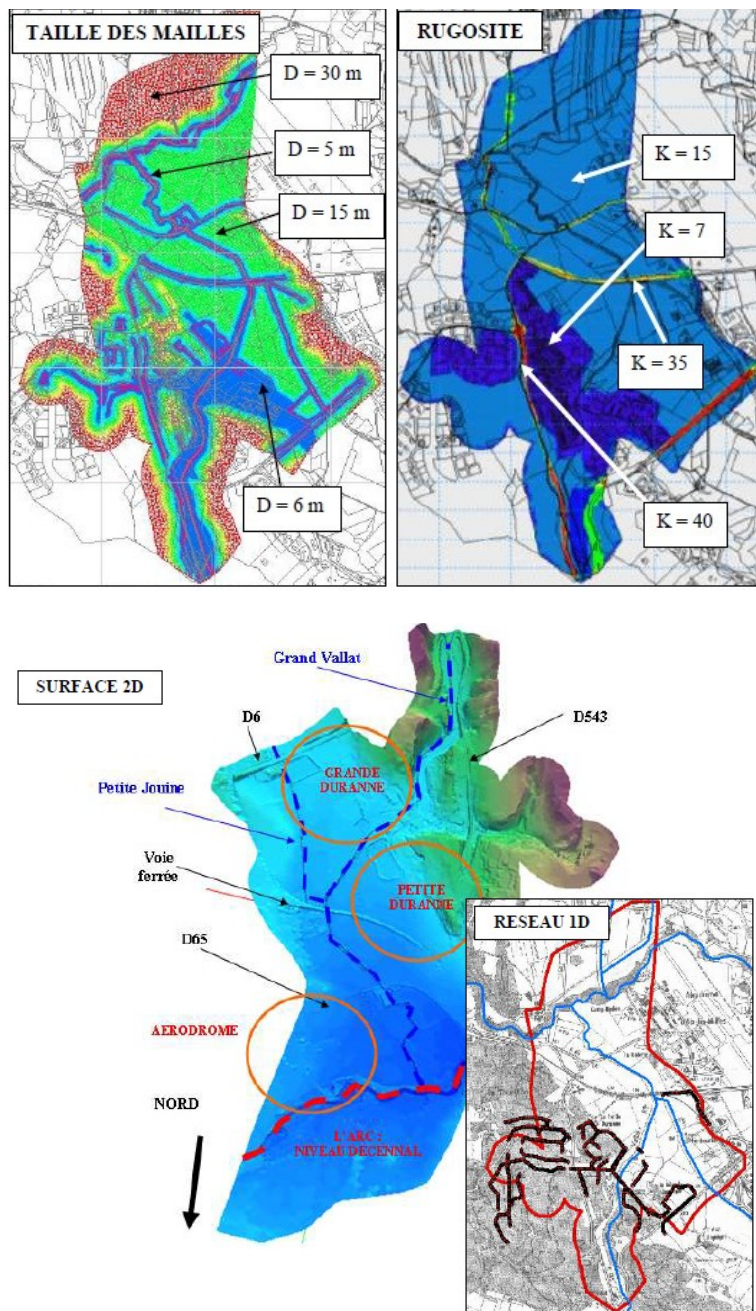 TAILLE DES MAILLES
D = 30 m
D = 5 m
D = 15 m
D = 6 m
RUGOSITE
K = 15
K = 7
K = 35
K = 40
SURFACE 2D
Grand Vallat
D6
D543
GRANDE
DURANNE
Petite Jouine
Voie
ferrée
PETITE
DURANNE
D65
AERODROME
NORD
L'ARC :
NIVEAU DECENNAL
RESEAU 1D